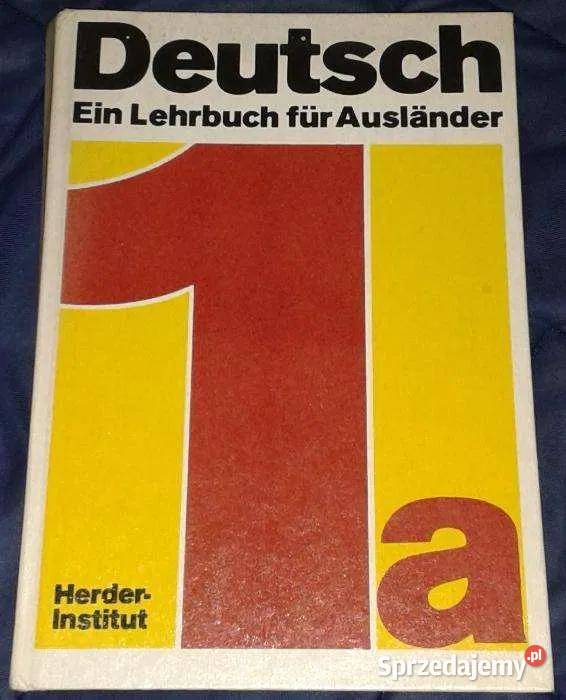 Deutsch
Ein Lehrbuch für Ausländer
1
a
Herder-
Institut
Sprzedajemy.pl